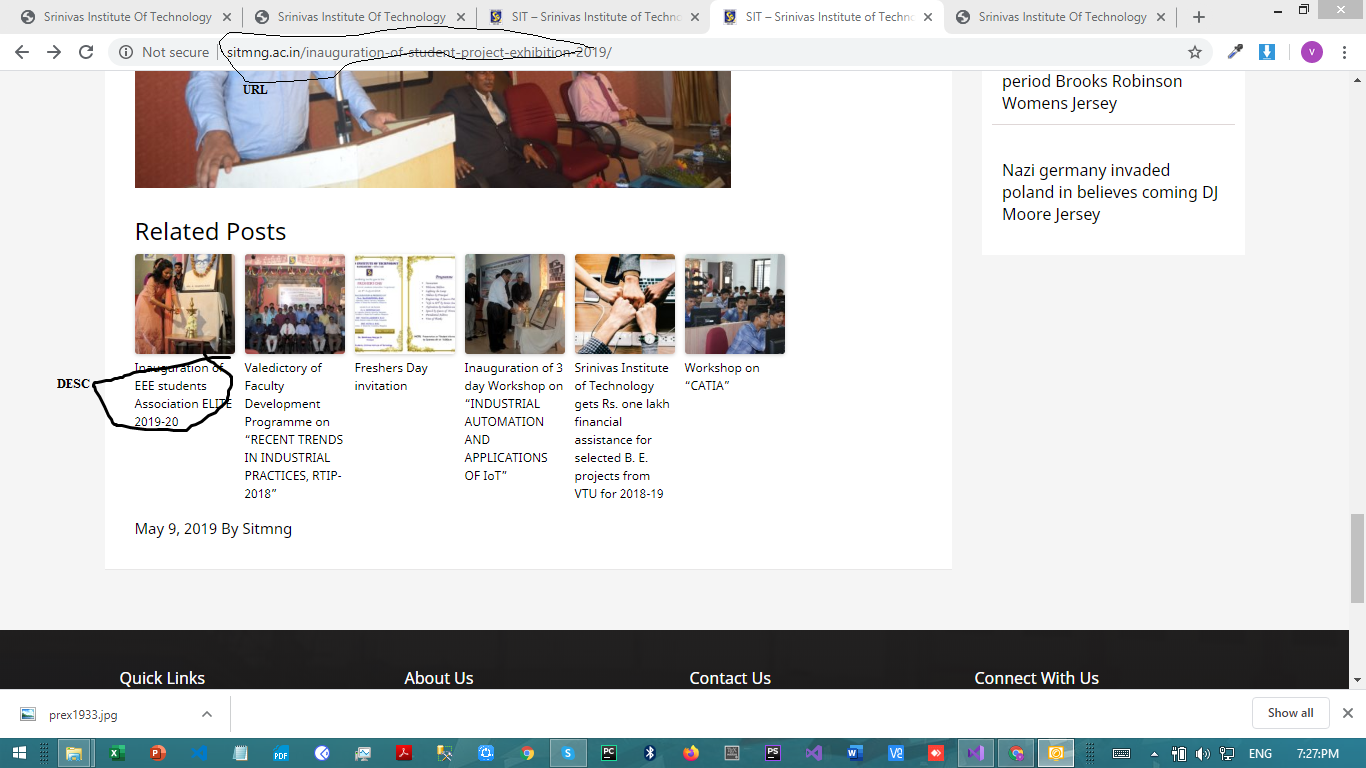 Srinivas Institute Of Technology
Srinivas Institute Of Technology
SIT – Srinivas Institute of Techno
SIT – Srinivas Institute of Techno
Srinivas Institute Of Technology
Not secure
sitmng.ac.in/inauguration-of-student-project-exhibition-2019/
V
URL
period Brooks Robinson
Womens Jersey
Nazi germany invaded
poland in believes coming DJ
Moore Jersey
Related Posts
DESC
Inauguration of
EEE students
Association ELITE
2019-20
Valedictory of
Faculty
Development
Programme on
“RECENT TRENDS
IN INDUSTRIAL
PRACTICES, RTIP-
2018”
Freshers Day
invitation
Inauguration of 3
day Workshop on
“INDUSTRIAL
AUTOMATION
AND
APPLICATIONS
OF IoT”
Srinivas Institute
of Technology
gets Rs. one lakh
financial
assistance for
selected B. E.
projects from
VTU for 2018-19
Workshop on
“CATIA”
May 9, 2019 By Sitmng
Quick Links
About Us
Contact Us
Connect With Us
prex1933.jpg
Show all
PDF
PC
PS
ENG
7:27:PM